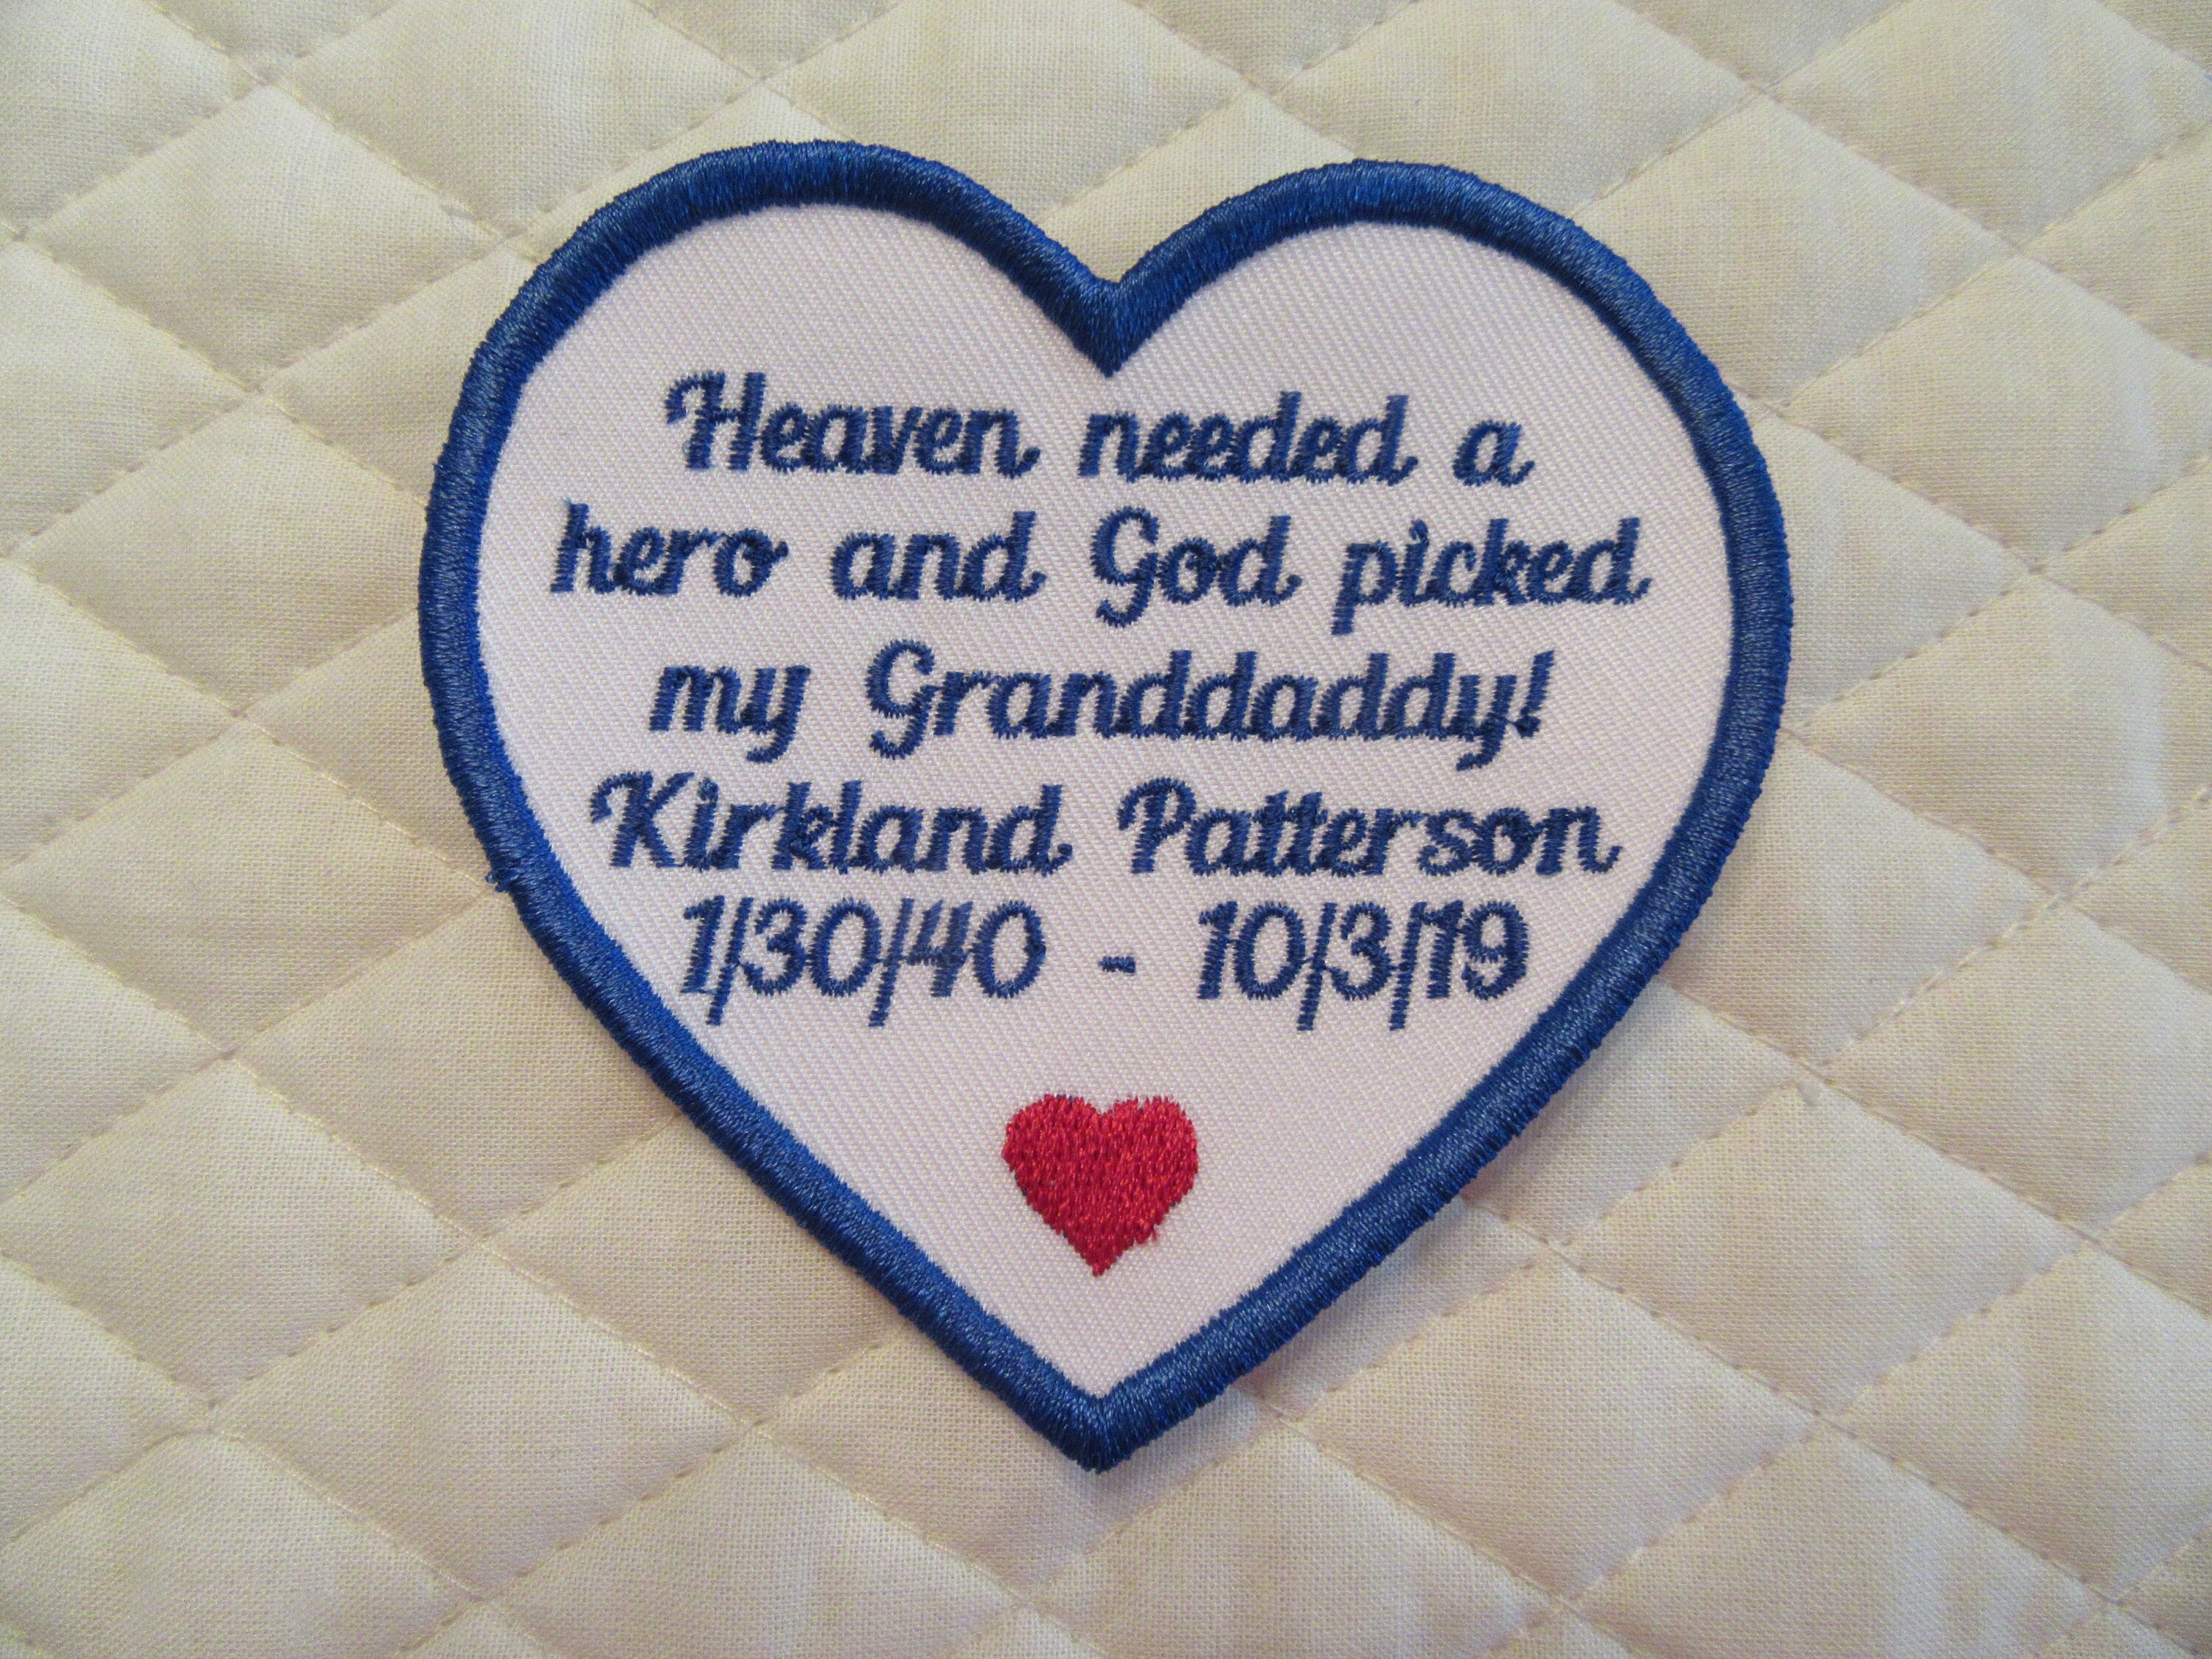 Heaven needed a
hero and God picked
my Granddaddy!
Kirkland Patterson
1/30/40 - 10/3/19